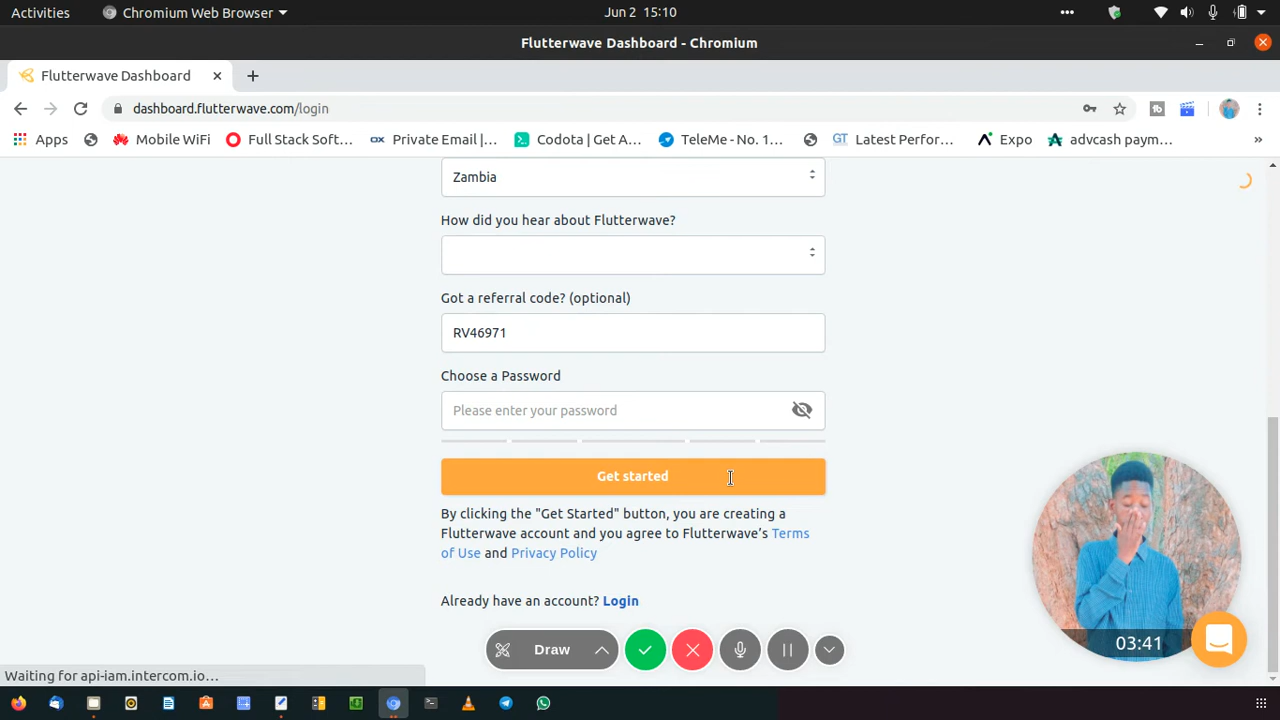 Activities
Chromium Web Browser
Jun 2 15:10
Flutterwave Dashboard - Chromium
Flutterwave Dashboard
dashboard.flutterwave.com/login
Apps
Mobile WiFi
Full Stack Soft...
ox Private Email |...
Codota | Get A...
TeleMe - No. 1...
GT Latest Perfor...
Expo
advcash paym...
»
Zambia
How did you hear about Flutterwave?
Got a referral code? (optional)
RV46971
Choose a Password
Please enter your password
Get started
By clicking the "Get Started" button, you are creating a
Flutterwave account and you agree to Flutterwave's Terms
of Use and Privacy Policy
Already have an account? Login
Draw
03:41
Waiting for api-iam.intercom.io...